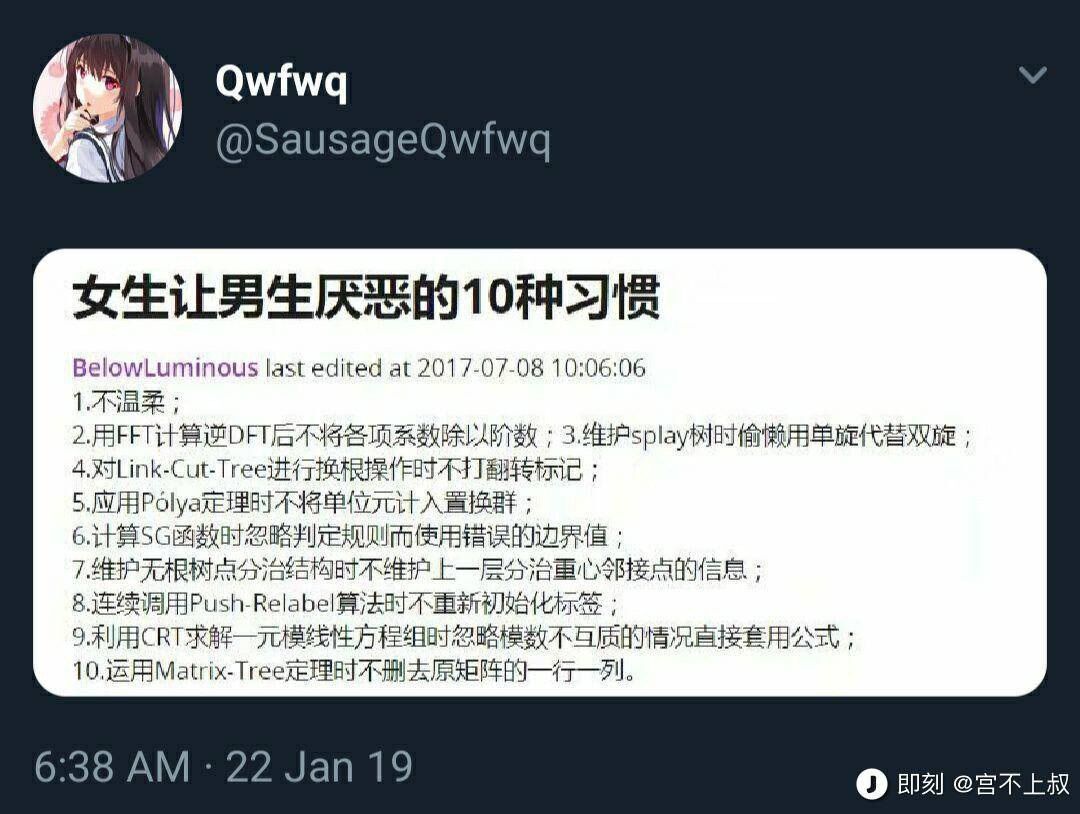 Qwfwq
@SausageQwfwq
女生让男生厌恶的10种习惯
BelowLuminous last edited at 2017-07-08 10:06:06
1.不温柔；
2.用FFT计算逆DFT后不将各项系数除以阶数；3.维护splay树时偷懒用单旋代替双旋；
4.对Link-Cut-Tree进行换根操作时不打翻转标记；
5.应用Pólya定理时不将单位元计入置换群；
6.计算SG函数时忽略判定规则而使用错误的边界值；
7.维护无根树点分治结构时不维护上一层分治重心邻接点的信息；
8.连续调用Push-Relabel算法时不重新初始化标签；
9.利用CRT求解一元模线性方程组时忽略模数不互质的情况直接套用公式；
10.运用Matrix-Tree定理时不删去原矩阵的一行一列。
6:38 AM · 22 Jan 19
即刻 @宫不上叔